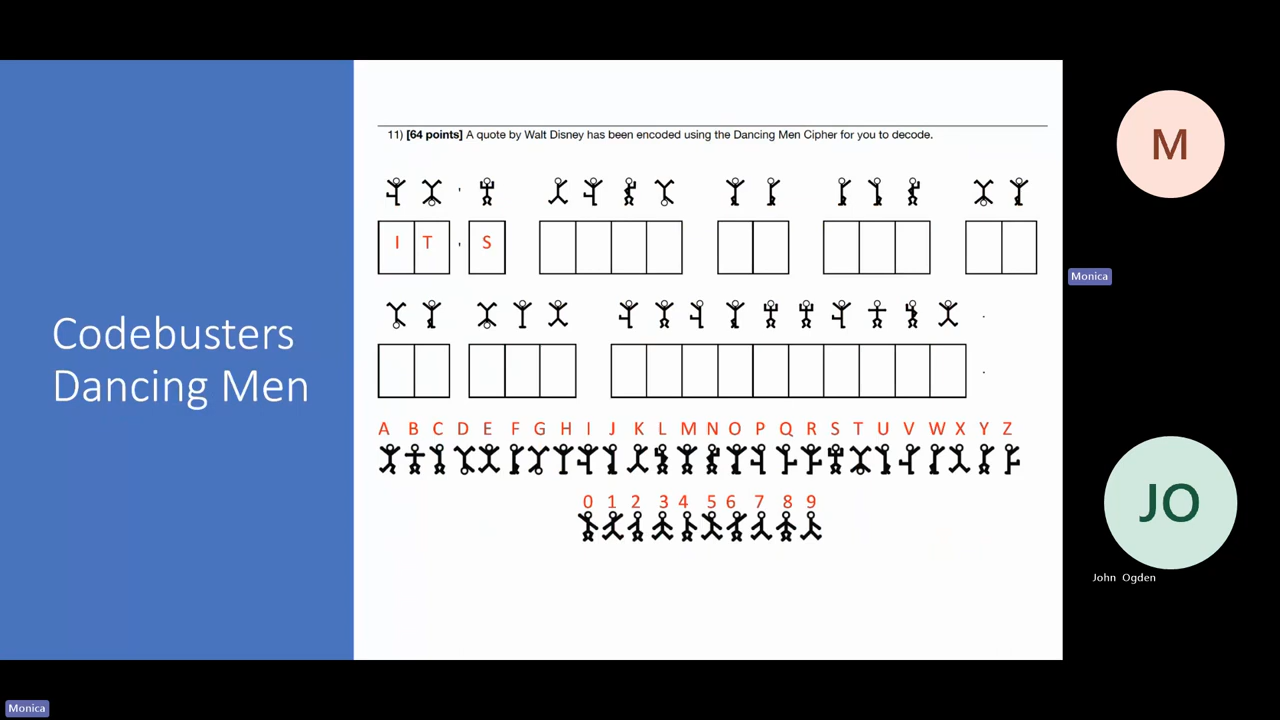 11) [64 points] A quote by Walt Disney has been encoded using the Dancing Men Cipher for you to decode.
M
I T ' S
Monica
Codebusters
Dancing Men
A B C D E F G H I J K L M N O P Q R S T U V W X Y Z
0 1 2 3 4 5 6 7 8 9
JO
John Ogden
Monica